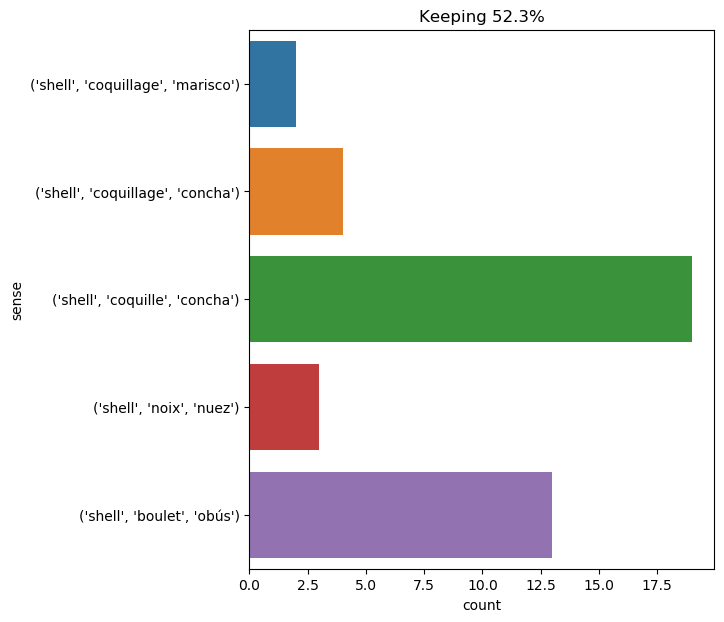 Keeping 52.3%
('shell', 'coquillage', 'marisco')
('shell', 'coquillage', 'concha')
('shell', 'coquille', 'concha')
('shell', 'noix', 'nuez')
('shell', 'boulet', 'obús')
sense
0.0 2.5 5.0 7.5 10.0 12.5 15.0 17.5
count